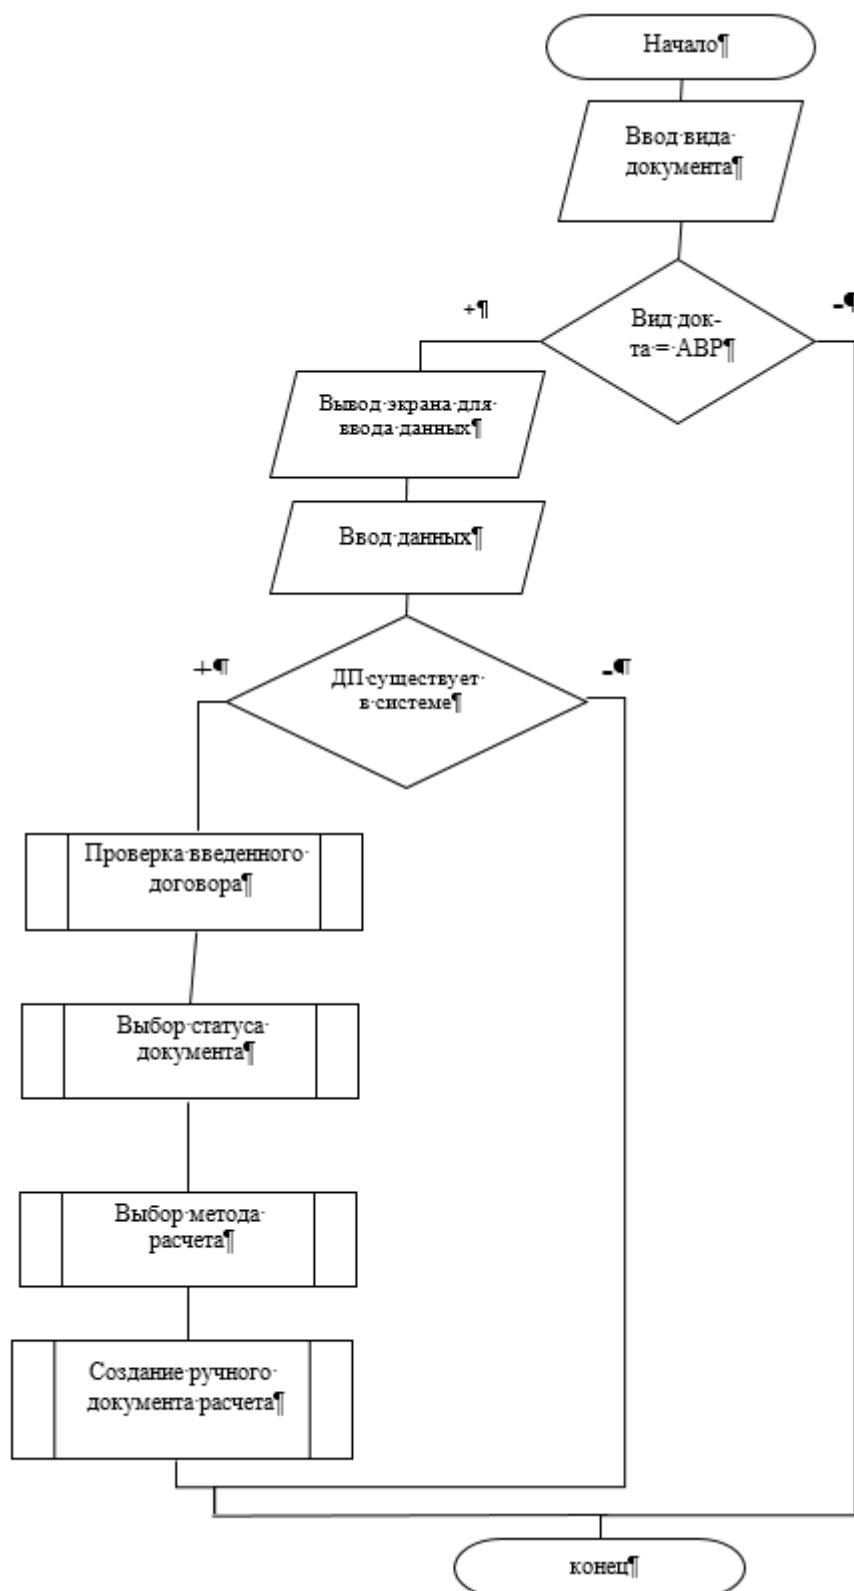 Начало¶
Ввод·вида·
документа¶
+¶
Вид·док-
та·=·АВР¶
-¶
Вывод·экрана·для·
ввода·данных¶
Ввод·данных¶
+¶
ДП·существует·
в·системе¶
-¶
Проверка·введенного·
договора¶
Выбор·статуса·
документа¶
Выбор·метода·
расчета¶
Создание·ручного·
документа·расчета¶
конец¶